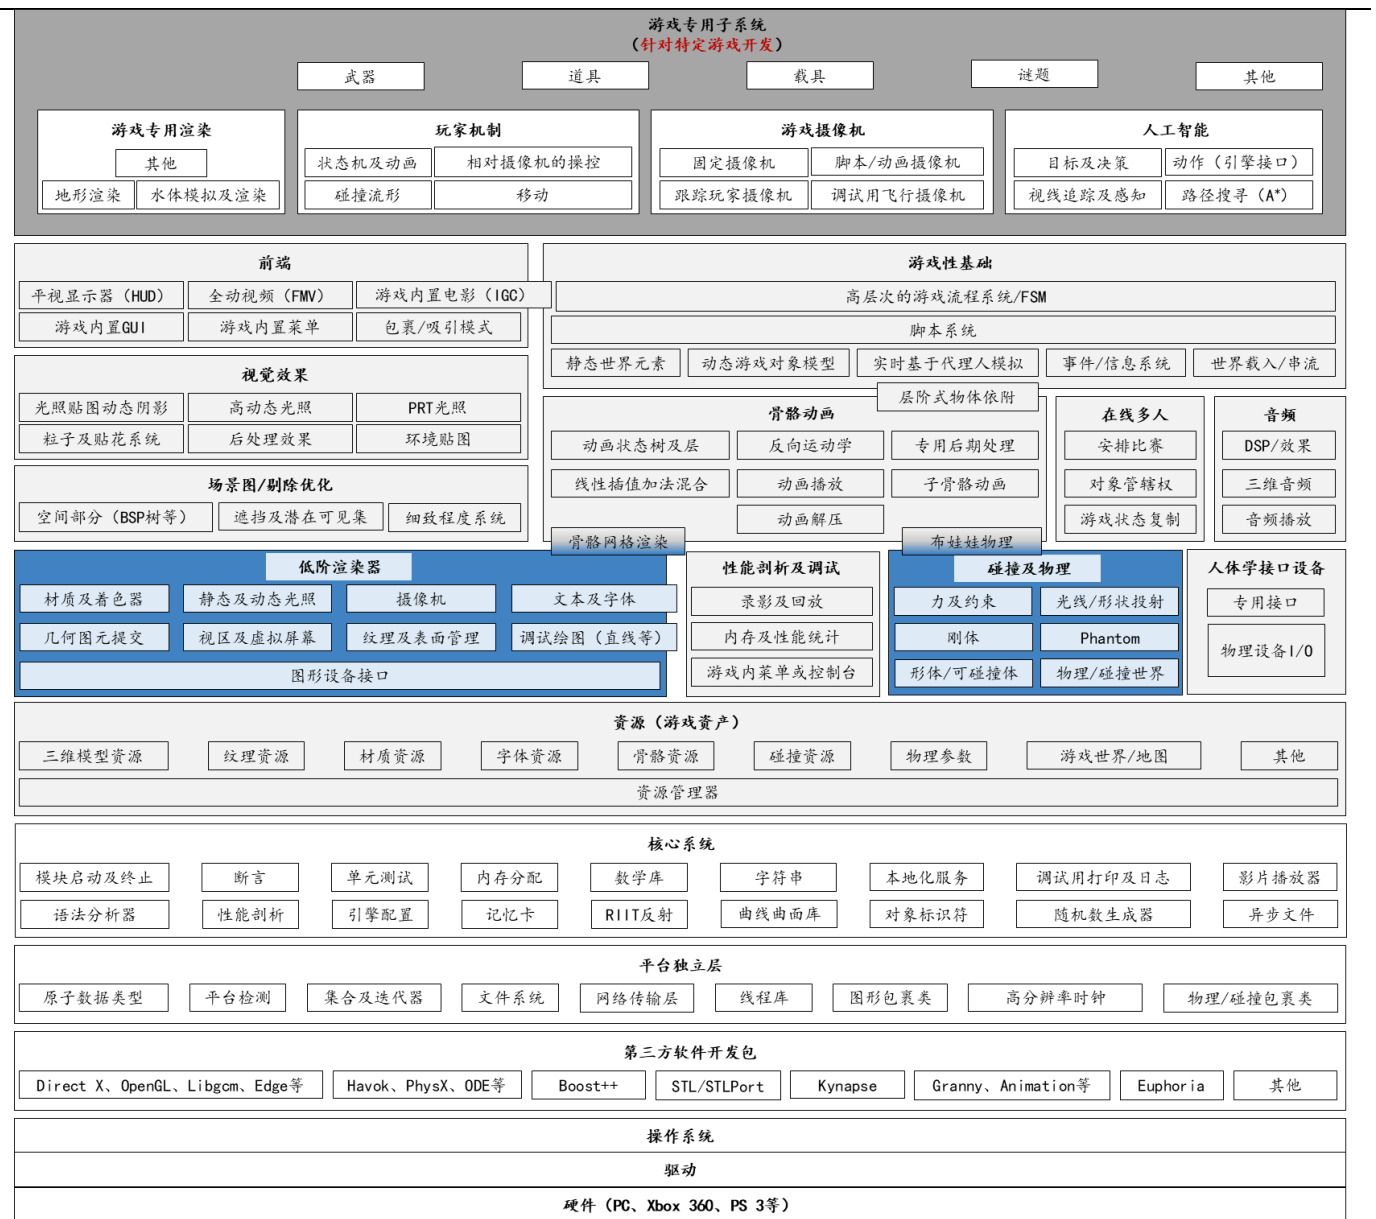 游戏专用子系统
（针对特定游戏开发）
武器
道具
载具
谜题
其他
游戏专用渲染
其他
地形渲染
水体模拟及渲染
玩家机制
状态机及动画
相对摄像机的操控
碰撞流形
移动
游戏摄像机
固定摄像机
脚本/动画摄像机
跟踪玩家摄像机
调试用飞行摄像机
人工智能
目标及决策
动作（引擎接口）
视线追踪及感知
路径搜寻（A*）
前端
平视显示器（HUD）
全动视频（FMV）
游戏内置电影（IGC）
游戏内置GUI
游戏内置菜单
包裹/吸引模式
游戏性基础
高层次的游戏流程系统/FSM
脚本系统
静态世界元素
动态游戏对象模型
实时基于代理人模拟
事件/信息系统
世界载入/串流
层阶式物体依附
视觉效果
光照贴图动态阴影
高动态光照
PRT光照
粒子及贴花系统
后处理效果
环境贴图
场景图/剔除优化
空间部分（BSP树等）
遮挡及潜在可见集
细致程度系统
骨骼动画
动画状态树及层
反向运动学
专用后期处理
线性插值加法混合
动画播放
子骨骼动画
动画解压
骨骼网格渲染
布娃娃物理
在线多人
安排比赛
对象管辖权
游戏状态复制
音频
DSP/效果
三维音频
音频播放
低阶渲染器
材质及着色器
静态及动态光照
摄像机
文本及字体
几何图元提交
视区及虚拟屏幕
纹理及表面管理
调试绘图（直线等）
图形设备接口
性能剖析及调试
录影及回放
内存及性能统计
游戏内菜单或控制台
碰撞及物理
力及约束
光线/形状投射
刚体
Phantom
形体/可碰撞体
物理/碰撞世界
人体学接口设备
专用接口
物理设备I/O
资源（游戏资产）
三维模型资源
纹理资源
材质资源
字体资源
骨骼资源
碰撞资源
物理参数
游戏世界/地图
其他
资源管理器
核心系统
模块启动及终止
断言
单元测试
内存分配
数学库
字符串
本地化服务
调试用打印及日志
影片播放器
语法分析器
性能剖析
引擎配置
记忆卡
RIIT反射
曲线曲面库
对象标识符
随机数生成器
异步文件
平台独立层
原子数据类型
平台检测
集合及迭代器
文件系统
网络传输层
线程库
图形包裹类
高分辨率时钟
物理/碰撞包裹类
第三方软件开发包
Direct X、OpenGL、Libgcm、Edge等
Havok、PhysX、ODE等
Boost++
STL/STLPort
Kynapse
Granny、Animation等
Euphoria
其他
操作系统
驱动
硬件（PC、Xbox 360、PS 3等）